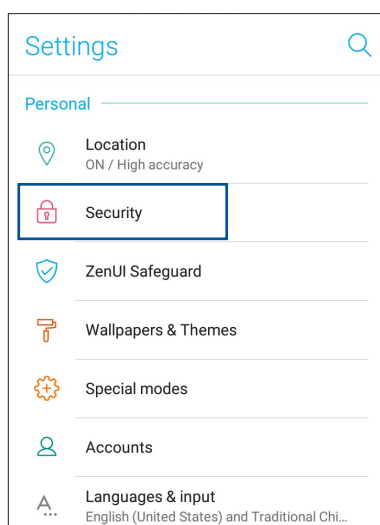 Settings
Personal
Location
ON / High accuracy
Security
ZenUI Safeguard
Wallpapers & Themes
Special modes
Accounts
Languages & input
English (United States) and Traditional Chi...